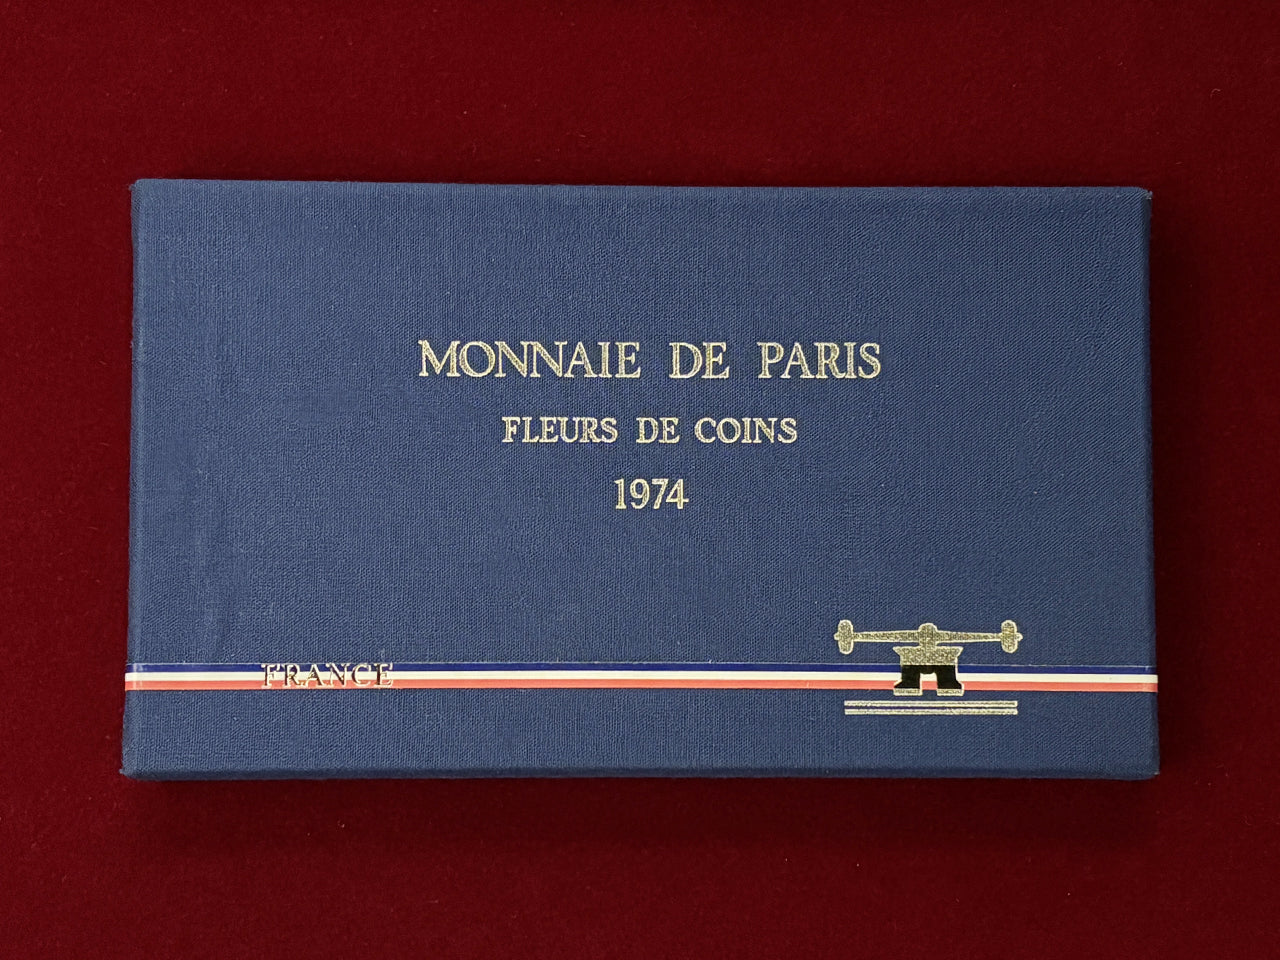 MONNAIE DE PARIS
FLEURS DE COINS
1974
FRANCE